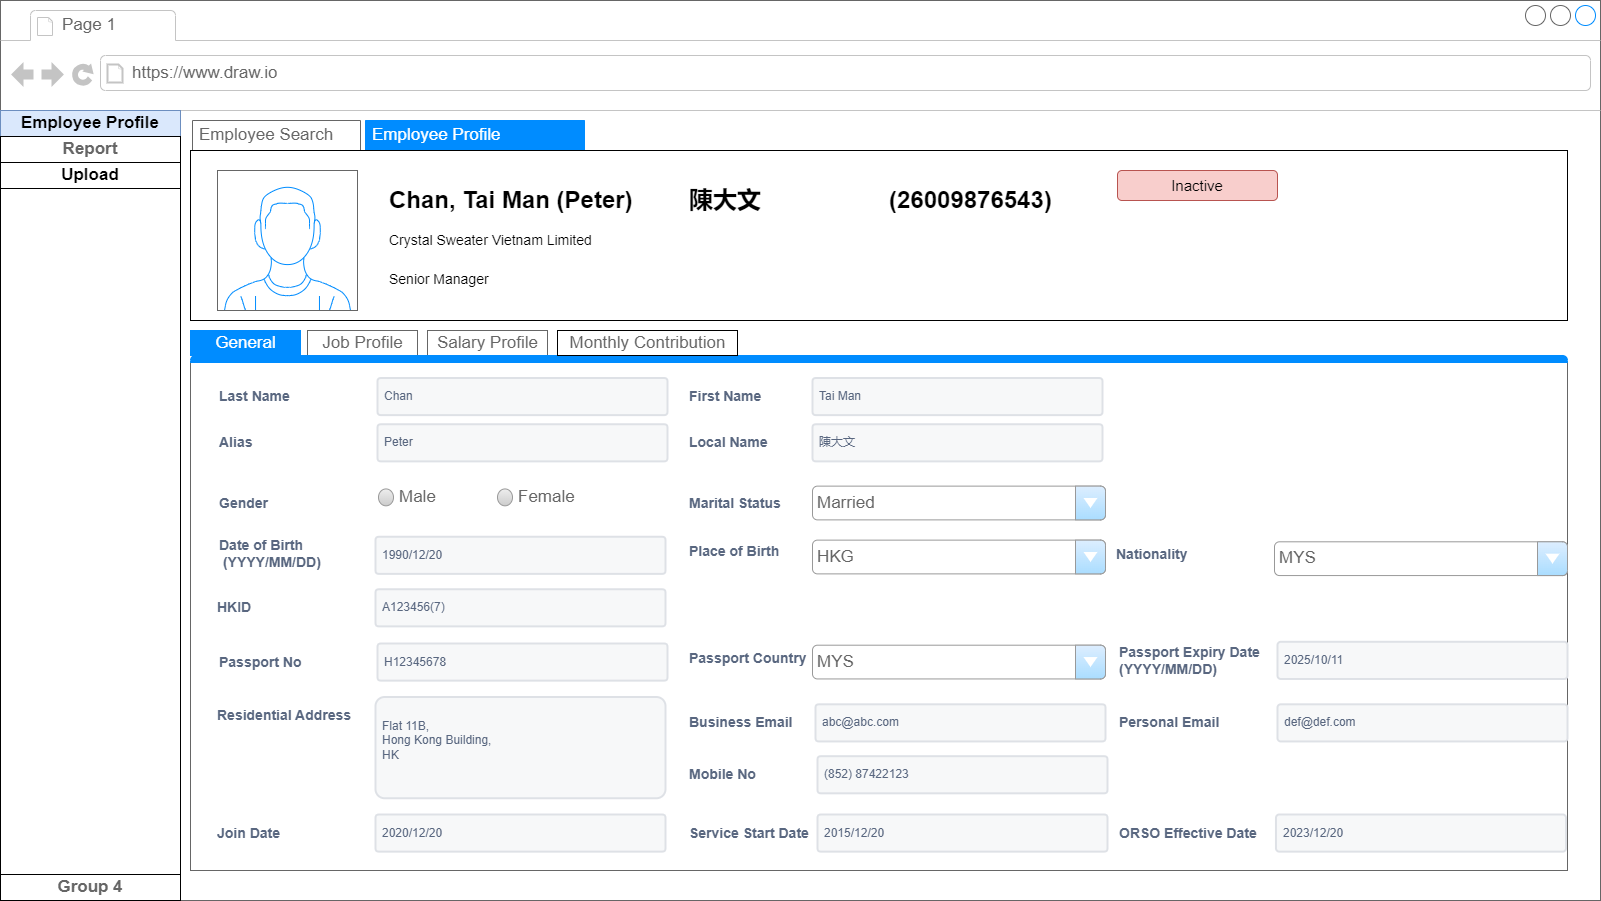 Page 1
https://www.draw.io
Employee Profile
Report
Upload
Group 4
Employee Search
Employee Profile
Chan, Tai Man (Peter) 陳大文 (26009876543)
Inactive
Crystal Sweater Vietnam Limited
Senior Manager
General
Job Profile
Salary Profile
Monthly Contribution
Last Name
Chan
First Name
Tai Man
Alias
Peter
Local Name
陳大文
Gender
Male
Female
Marital Status
Married
Date of Birth
(YYYY/MM/DD)
1990/12/20
Place of Birth
HKG
Nationality
MYS
HKID
A123456(7)
Passport No
H12345678
Passport Country
MYS
Passport Expiry Date
(YYYY/MM/DD)
2025/10/11
Residential Address
Flat 11B,
Hong Kong Building,
HK
Business Email
abc@abc.com
Personal Email
def@def.com
Mobile No
(852) 87422123
Join Date
2020/12/20
Service Start Date
2015/12/20
ORSO Effective Date
2023/12/20